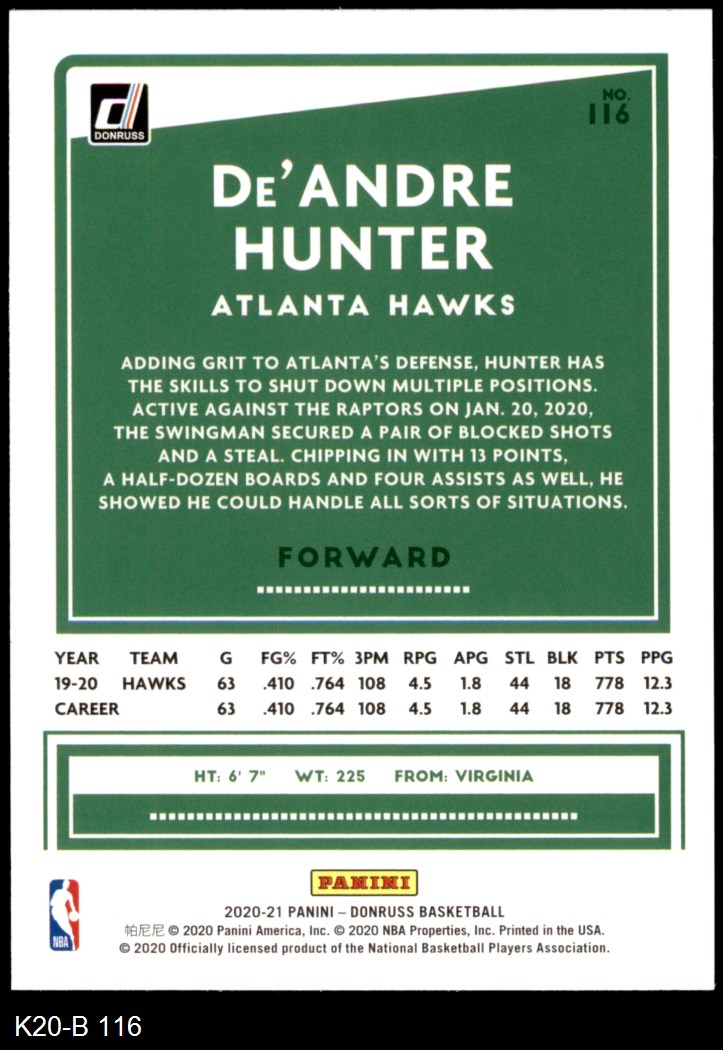 DONRUSS
NO.
116
DE'ANDRE
HUNTER
ATLANTA HAWKS
ADDING GRIT TO ATLANTA'S DEFENSE, HUNTER HAS
THE SKILLS TO SHUT DOWN MULTIPLE POSITIONS.
ACTIVE AGAINST THE RAPTORS ON JAN. 20, 2020,
THE SWINGMAN SECURED A PAIR OF BLOCKED SHOTS
AND A STEAL. CHIPPING IN WITH 13 POINTS,
A HALF-DOZEN BOARDS AND FOUR ASSISTS AS WELL, HE
SHOWED HE COULD HANDLE ALL SORTS OF SITUATIONS.
FORWARD
YEAR TEAM G FG% FT% 3PM RPG APG STL BLK PTS PPG
19-20 HAWKS 63 .410 .764 108 4.5 1.8 44 18 778 12.3
CAREER 63 .410 .764 108 4.5 1.8 44 18 778 12.3
HT: 6' 7" WT: 225 FROM: VIRGINIA
PANINI
NBA
2020-21 PANINI – DONRUSS BASKETBALL
帕尼尼 © 2020 Panini America, Inc. © 2020 NBA Properties, Inc. Printed in the USA.
© 2020 Officially licensed product of the National Basketball Players Association.
K20-B 116